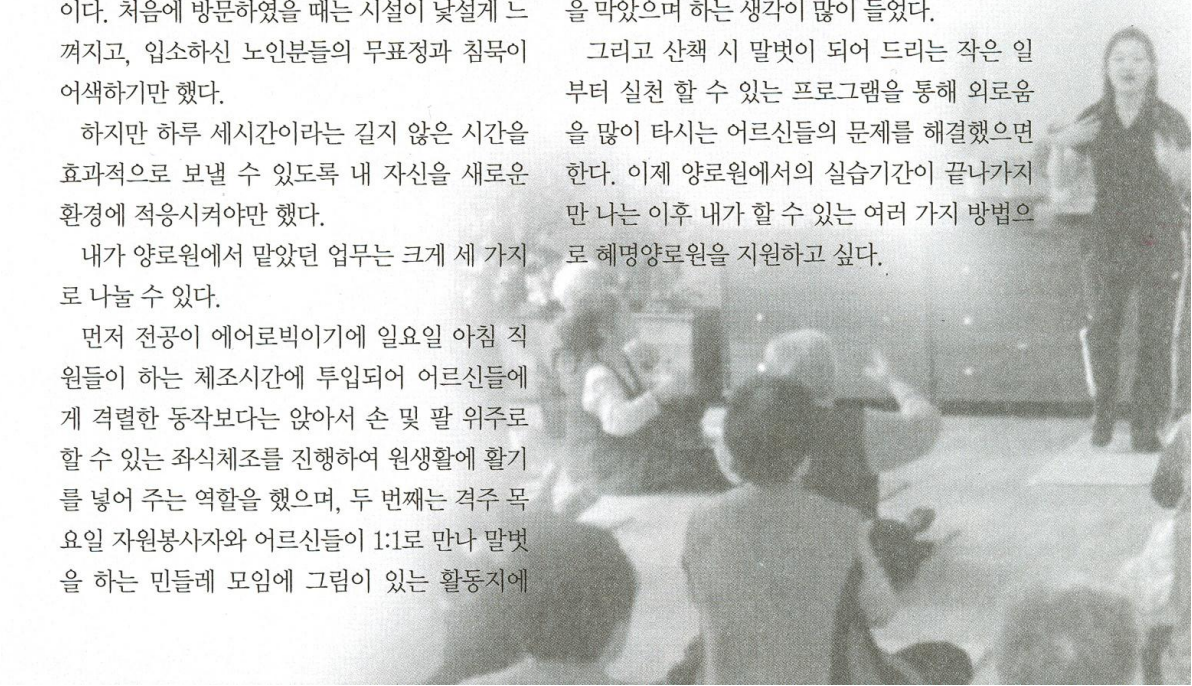 이다. 처음에 방문하였을 때는 시설이 낯설게 느
껴지고, 입소하신 노인분들의 무표정과 침묵이
어색하기만 했다.
하지만 하루 세시간이라는 길지 않은 시간을
효과적으로 보낼 수 있도록 내 자신을 새로운
환경에 적응시켜야만 했다.
내가 양로원에서 맡았던 업무는 크게 세 가지
로 나눌 수 있다.
먼저 전공이 에어로빅이기에 일요일 아침 직
원들이 하는 체조시간에 투입되어 어르신들에
게 격렬한 동작보다는 앉아서 손 및 팔 위주로
할 수 있는 좌식체조를 진행하여 원생활에 활기
를 넣어 주는 역할을 했으며, 두 번째는 격주 목
요일 자원봉사자와 어르신들이 1:1로 만나 말벗
을 하는 민들레 모임에 그림이 있는 활동지에
을 막았으며 하는 생각이 많이 들었다.
그리고 산책 시 말벗이 되어 드리는 작은 일
부터 실천 할 수 있는 프로그램을 통해 외로움
을 많이 타시는 어르신들의 문제를 해결했으면
한다. 이제 양로원에서의 실습기간이 끝나가지
만 나는 이후 내가 할 수 있는 여러 가지 방법으
로 혜명양로원을 지원하고 싶다.